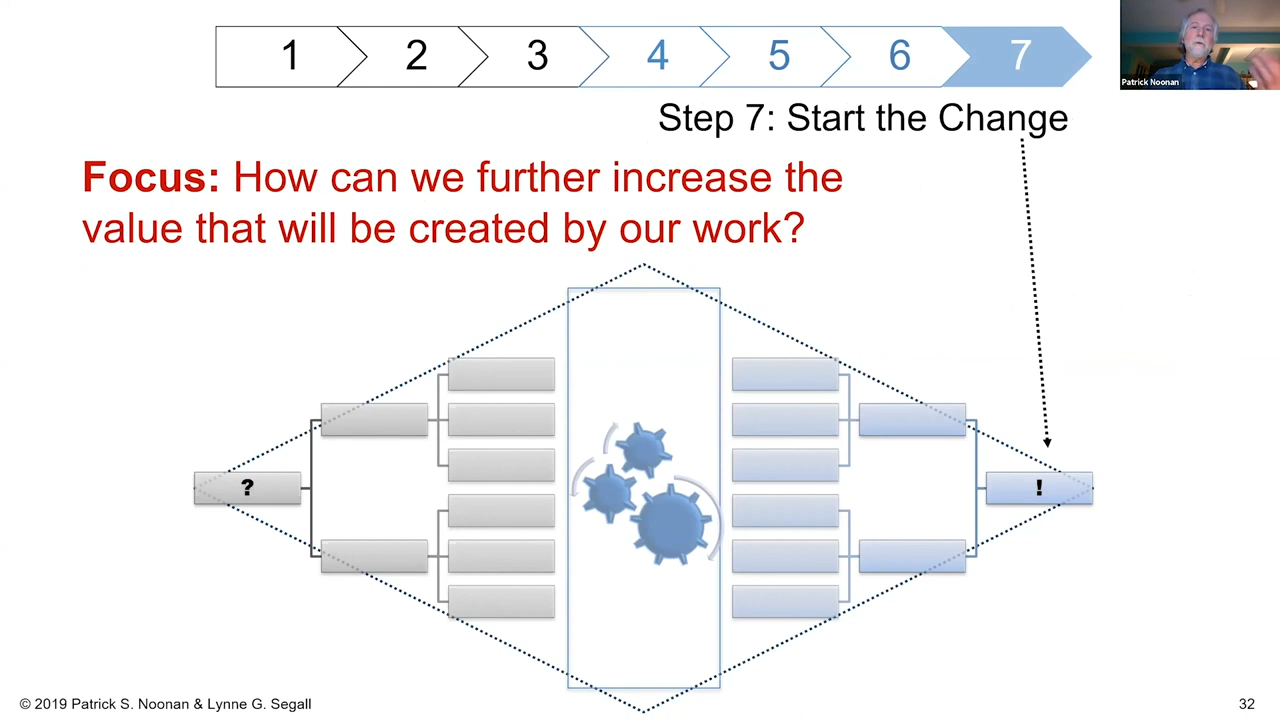 1 2 3 4 5 6 7
Patrick Noonan
Step 7: Start the Change
Focus: How can we further increase the
value that will be created by our work?
?
!
© 2019 Patrick S. Noonan & Lynne G. Segall
32